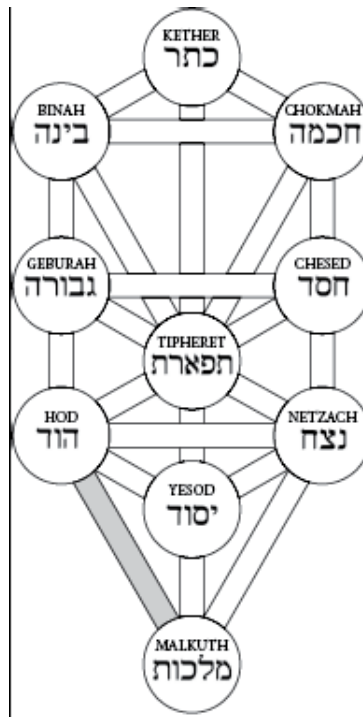 KETHER
כתר
BINAH
בינה
CHOKMAH
חכמה
GEBURAH
גבורה
CHESED
חסד
TIPHERET
תפארת
HOD
הוד
NETZACH
נצח
YESOD
יסוד
MALKUTH
מלכות